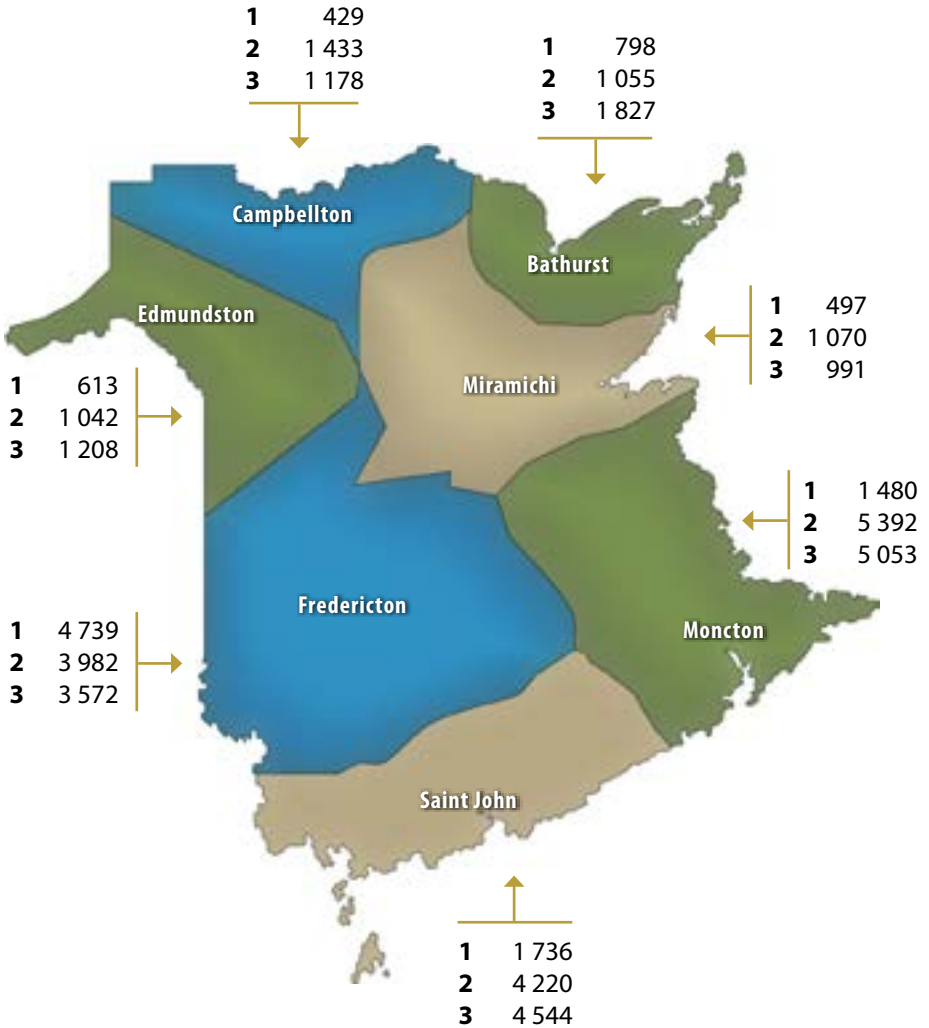 1 429
2 1 433
3 1 178
1 798
2 1 055
3 1 827
Campbellton
Bathurst
Edmundston
1 497
2 1 070
3 991
Miramichi
1 613
2 1 042
3 1 208
1 1 480
2 5 392
3 5 053
Fredericton
Moncton
1 4 739
2 3 982
3 3 572
Saint John
1 1 736
2 4 220
3 4 544